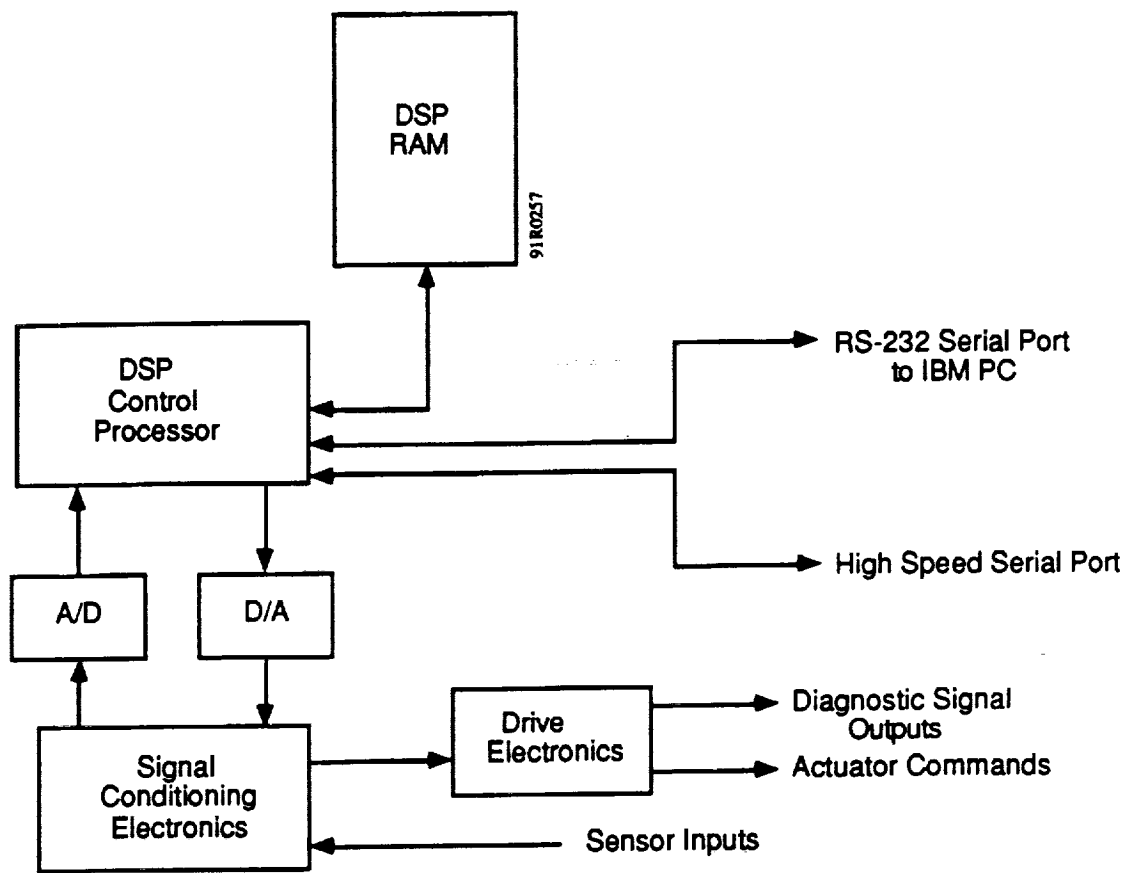 DSP
RAM
91R0257
DSP
Control
Processor
RS-232 Serial Port
to IBM PC
High Speed Serial Port
A/D
D/A
Drive
Electronics
Diagnostic Signal
Outputs
Actuator Commands
Signal
Conditioning
Electronics
Sensor Inputs